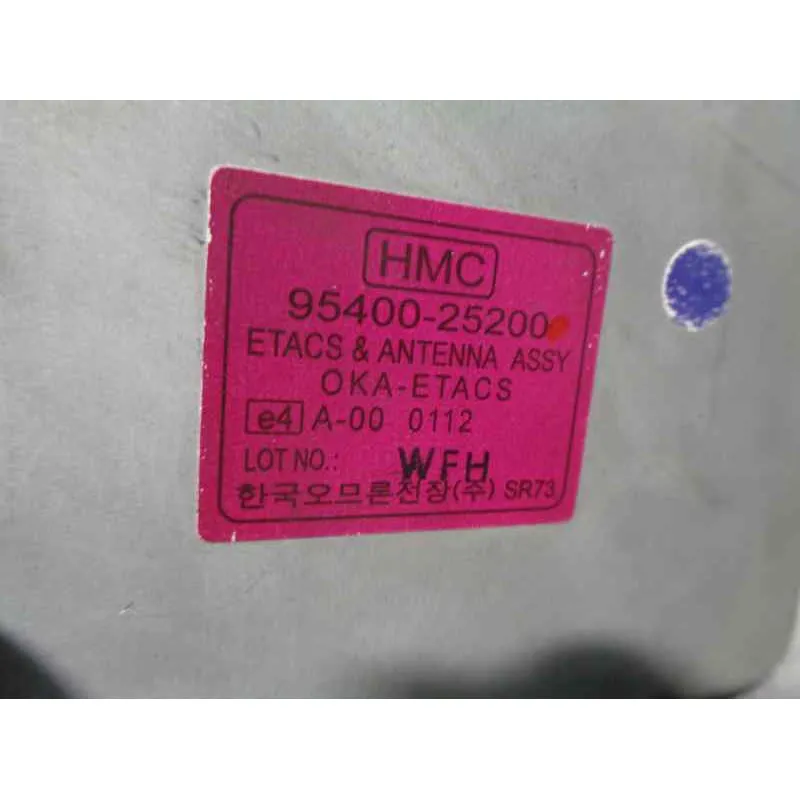 HMC
95400-25200
ETACS & ANTENNA ASSY
OKA-ETACS
e4 A-00 0112
LOT NO.: WFH
한국오므론전장(주) SR73